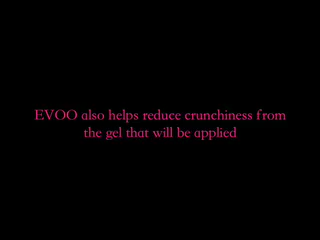 EVOO also helps reduce crunchiness from
the gel that will be applied